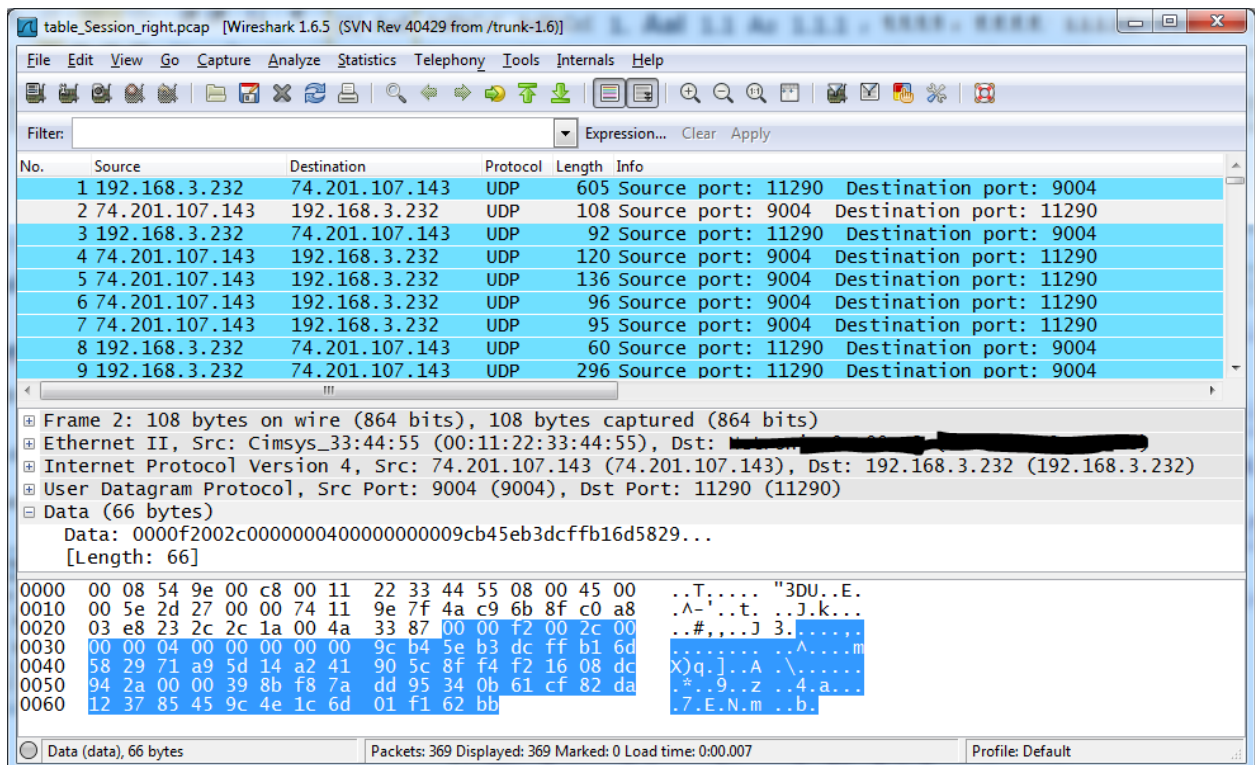 table_Session_right.pcap [Wireshark 1.6.5 (SVN Rev 40429 from /trunk-1.6)]
File Edit View Go Capture Analyze Statistics Telephony Tools Internals Help
Filter: Expression... Clear Apply
No. Source Destination Protocol Length Info
1 192.168.3.232 74.201.107.143 UDP 605 Source port: 11290 Destination port: 9004
2 74.201.107.143 192.168.3.232 UDP 108 Source port: 9004 Destination port: 11290
3 192.168.3.232 74.201.107.143 UDP 92 Source port: 11290 Destination port: 9004
4 74.201.107.143 192.168.3.232 UDP 120 Source port: 9004 Destination port: 11290
5 74.201.107.143 192.168.3.232 UDP 136 Source port: 9004 Destination port: 11290
6 74.201.107.143 192.168.3.232 UDP 96 Source port: 9004 Destination port: 11290
7 74.201.107.143 192.168.3.232 UDP 95 Source port: 9004 Destination port: 11290
8 192.168.3.232 74.201.107.143 UDP 60 Source port: 11290 Destination port: 9004
9 192.168.3.232 74.201.107.143 UDP 296 Source port: 11290 Destination port: 9004
Frame 2: 108 bytes on wire (864 bits), 108 bytes captured (864 bits)
Ethernet II, Src: Cimsys_33:44:55 (00:11:22:33:44:55), Dst:
Internet Protocol Version 4, Src: 74.201.107.143 (74.201.107.143), Dst: 192.168.3.232 (192.168.3.232)
User Datagram Protocol, Src Port: 9004 (9004), Dst Port: 11290 (11290)
Data (66 bytes)
Data: 0000f2002c0000000400000000009cb45eb3dcffb16d5829...
[Length: 66]
0000 00 08 54 9e 00 c8 00 11 22 33 44 55 08 00 45 00 ..T..... "3DU..E.
0010 00 5e 2d 27 00 00 74 11 9e 7f 4a c9 6b 8f c0 a8 .^-'..t. ..J.k...
0020 03 e8 23 2c 2c 1a 00 4a 33 87 00 00 f2 00 2c 00 ..#,,..J 3.....,.
0030 00 00 04 00 00 00 00 00 9c b4 5e b3 dc ff b1 6d ........ ..^....m
0040 58 29 71 a9 5d 14 a2 41 90 5c 8f f4 f2 16 08 dc X)q.]..A .\......
0050 94 2a 00 00 39 8b f8 7a dd 95 34 0b 61 cf 82 da .*..9..z ..4.a...
0060 12 37 85 45 9c 4e 1c 6d 01 f1 62 bb .7.E.N.m ..b.
Data (data), 66 bytes Packets: 369 Displayed: 369 Marked: 0 Load time: 0:00.007 Profile: Default